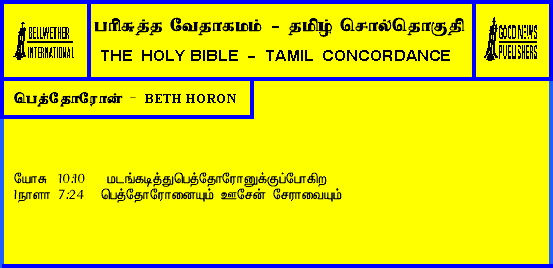 BELLWETHER
INTERNATIONAL
பரிசுத்த வேதாகமம் - தமிழ் சொல்தொகுதி
THE HOLY BIBLE - TAMIL CONCORDANCE
GOOD NEWS
PUBLISHERS
பெத்தோரோன் - BETH HORON
யோசு 10:10 மடங்கடித்துபெத்தோரோனுக்குப்போகிற
1நாளா 7:24 பெத்தோரோனையும் ஊசேன் சேராவையும்